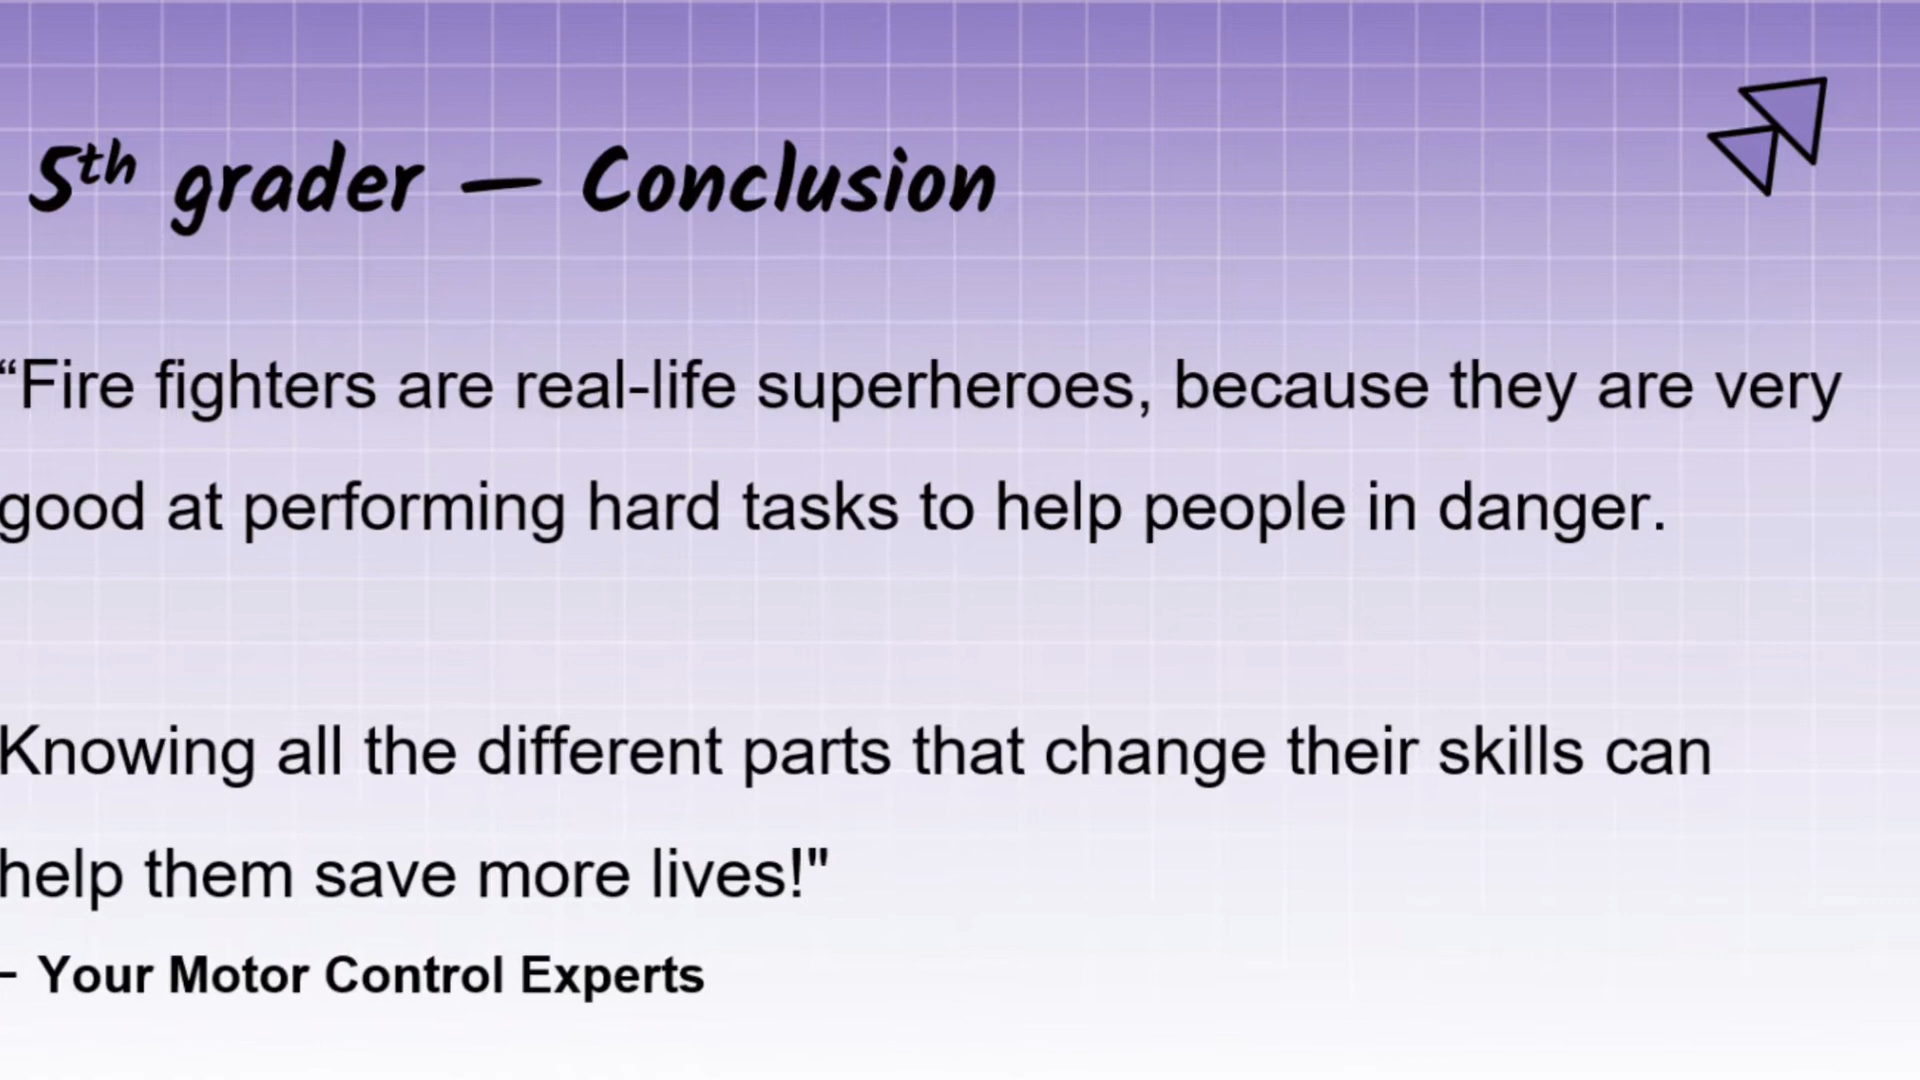 5th grader — Conclusion
“Fire fighters are real-life superheroes, because they are very
good at performing hard tasks to help people in danger.
Knowing all the different parts that change their skills can
help them save more lives!"
- Your Motor Control Experts